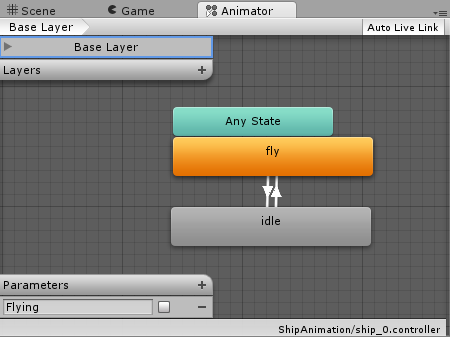 Scene Game Animator
Base Layer Auto Live Link
Base Layer
Layers
Any State
fly
idle
Parameters
Flying
ShipAnimation/ship_0.controller